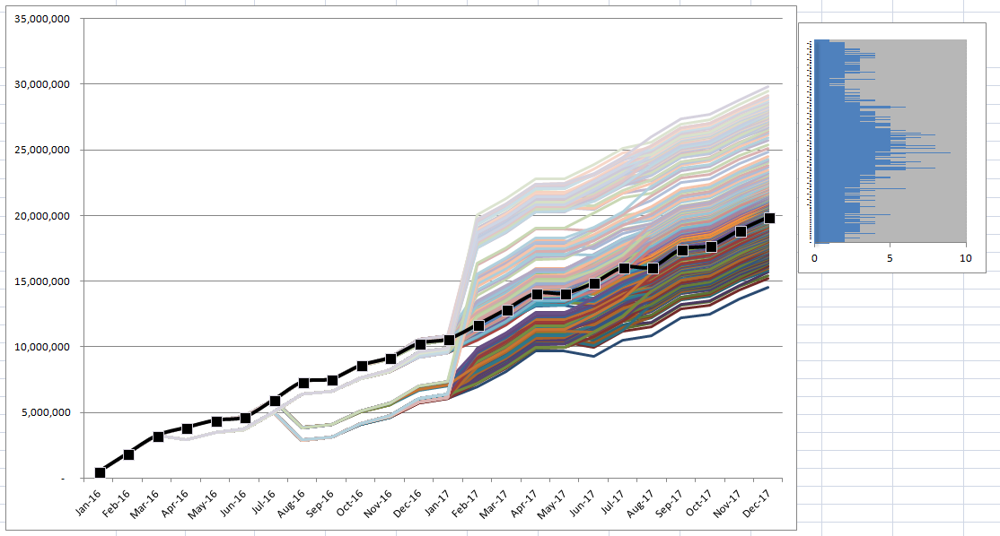 35,000,000
30,000,000
25,000,000
20,000,000
15,000,000
10,000,000
5,000,000
-
Jan-16
Feb-16
Mar-16
Apr-16
May-16
Jun-16
Jul-16
Aug-16
Sep-16
Oct-16
Nov-16
Dec-16
Jan-17
Feb-17
Mar-17
Apr-17
May-17
Jun-17
Jul-17
Aug-17
Sep-17
Oct-17
Nov-17
Dec-17
0 5 10